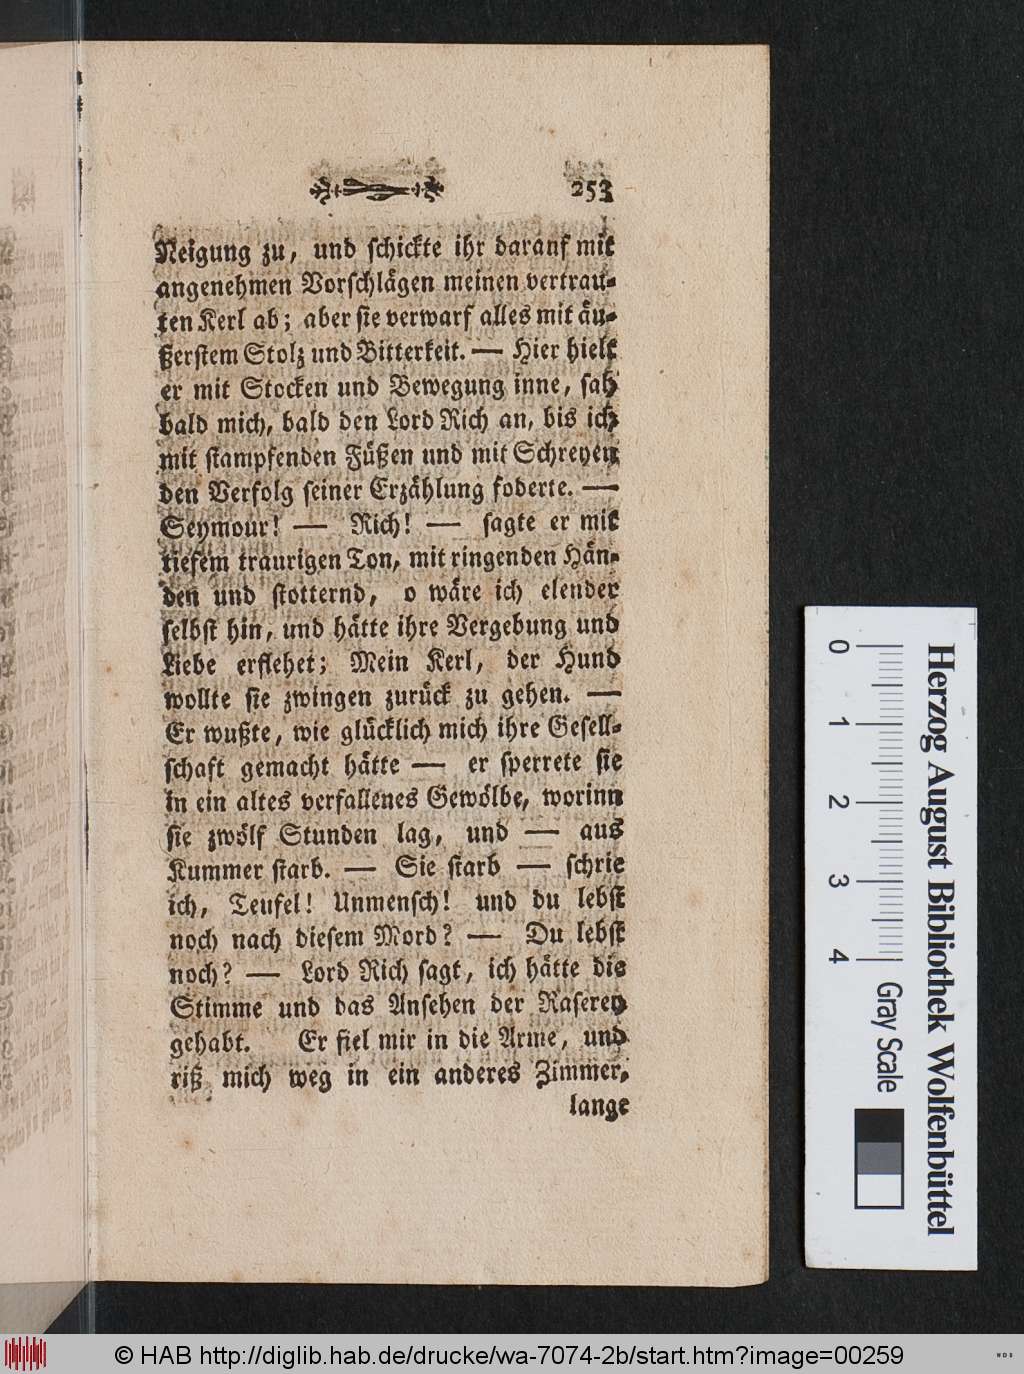 253
Neigung zu, und schickte ihr darauf mit
angenehmen Vorschlägen meinen vertrau-
ten Kerl ab; aber sie verwarf alles mit äu-
ßerstem Stolz und Bitterkeit. — Hier hielt
er mit Stocken und Bewegung inne, sah
bald mich, bald den Lord Rich an, bis ich
mit stampfenden Füßen und mit Schreyen
den Verfolg seiner Erzählung foderte. —
Seymour! — Rich! — sagte er mit
tiefem traurigen Ton, mit ringenden Hän-
den und stotternd, o wäre ich elender
selbst hin, und hätte ihre Vergebung und
Liebe erflehet; Mein Kerl, der Hund
wollte sie zwingen zurück zu gehen. —
Er wußte, wie glücklich mich ihre Gesell-
schaft gemacht hätte — er sperrete sie
in ein altes verfallenes Gewölbe, worinn
sie zwölf Stunden lag, und — aus
Kummer starb. — Sie starb — schrie
ich, Teufel! Unmensch! und du lebst
noch nach diesem Mord? — Du lebst
noch? — Lord Rich sagt, ich hätte die
Stimme und das Ansehen der Raserey
gehabt. Er fiel mir in die Arme, und
riß mich weg in ein anderes Zimmer,
lange
0 1 2 3 4 Gray Scale
Herzog August Bibliothek Wolfenbüttel
© HAB http://diglib.hab.de/drucke/wa-7074-2b/start.htm?image=00259
WDB